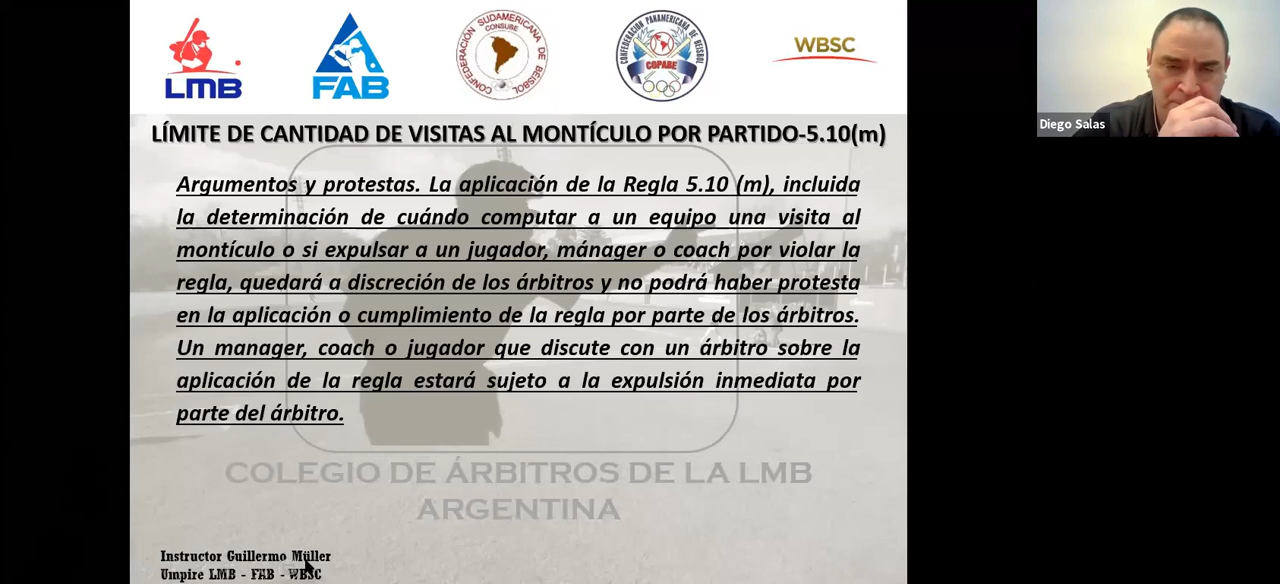 LMB
FAB
CONFEDERACIÓN SUDAMERICANA DE BÉISBOL
CONSUBE
CONFEDERACION PANAMERICANA DE BEISBOL
COPABE
WBSC
Diego Salas
LÍMITE DE CANTIDAD DE VISITAS AL MONTÍCULO POR PARTIDO-5.10(m)
Argumentos y protestas. La aplicación de la Regla 5.10 (m), incluida
la determinación de cuándo computar a un equipo una visita al
montículo o si expulsar a un jugador, mánager o coach por violar la
regla, quedará a discreción de los árbitros y no podrá haber protesta
en la aplicación o cumplimiento de la regla por parte de los árbitros.
Un manager, coach o jugador que discute con un árbitro sobre la
aplicación de la regla estará sujeto a la expulsión inmediata por
parte del árbitro.
COLEGIO DE ÁRBITROS DE LA LMB
ARGENTINA
Instructor Guillermo Müller
Umpire LMB - FAB - WBSC